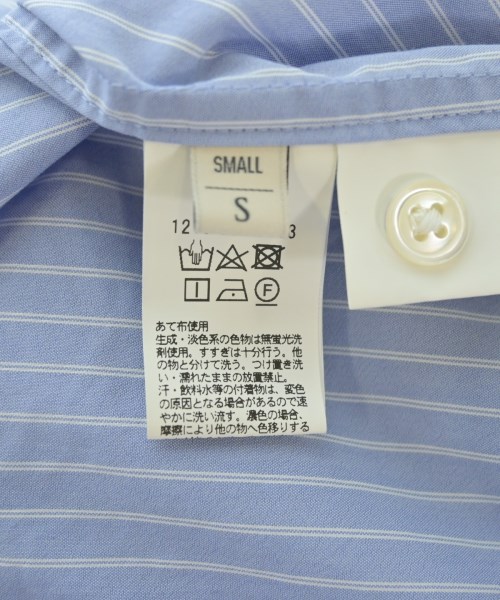 SMALL
S
12 3
F
あて布使用
生成・淡色系の色物は無蛍光洗
剤使用。すすぎは十分行う。他
の物と分けて洗う。つけ置き洗
い・濡れたままの放置禁止。
汗・飲料水等の付着物は、変色
の原因となる場合があるので速
やかに洗い流す。濃色の場合、
摩擦により他の物へ色移りする